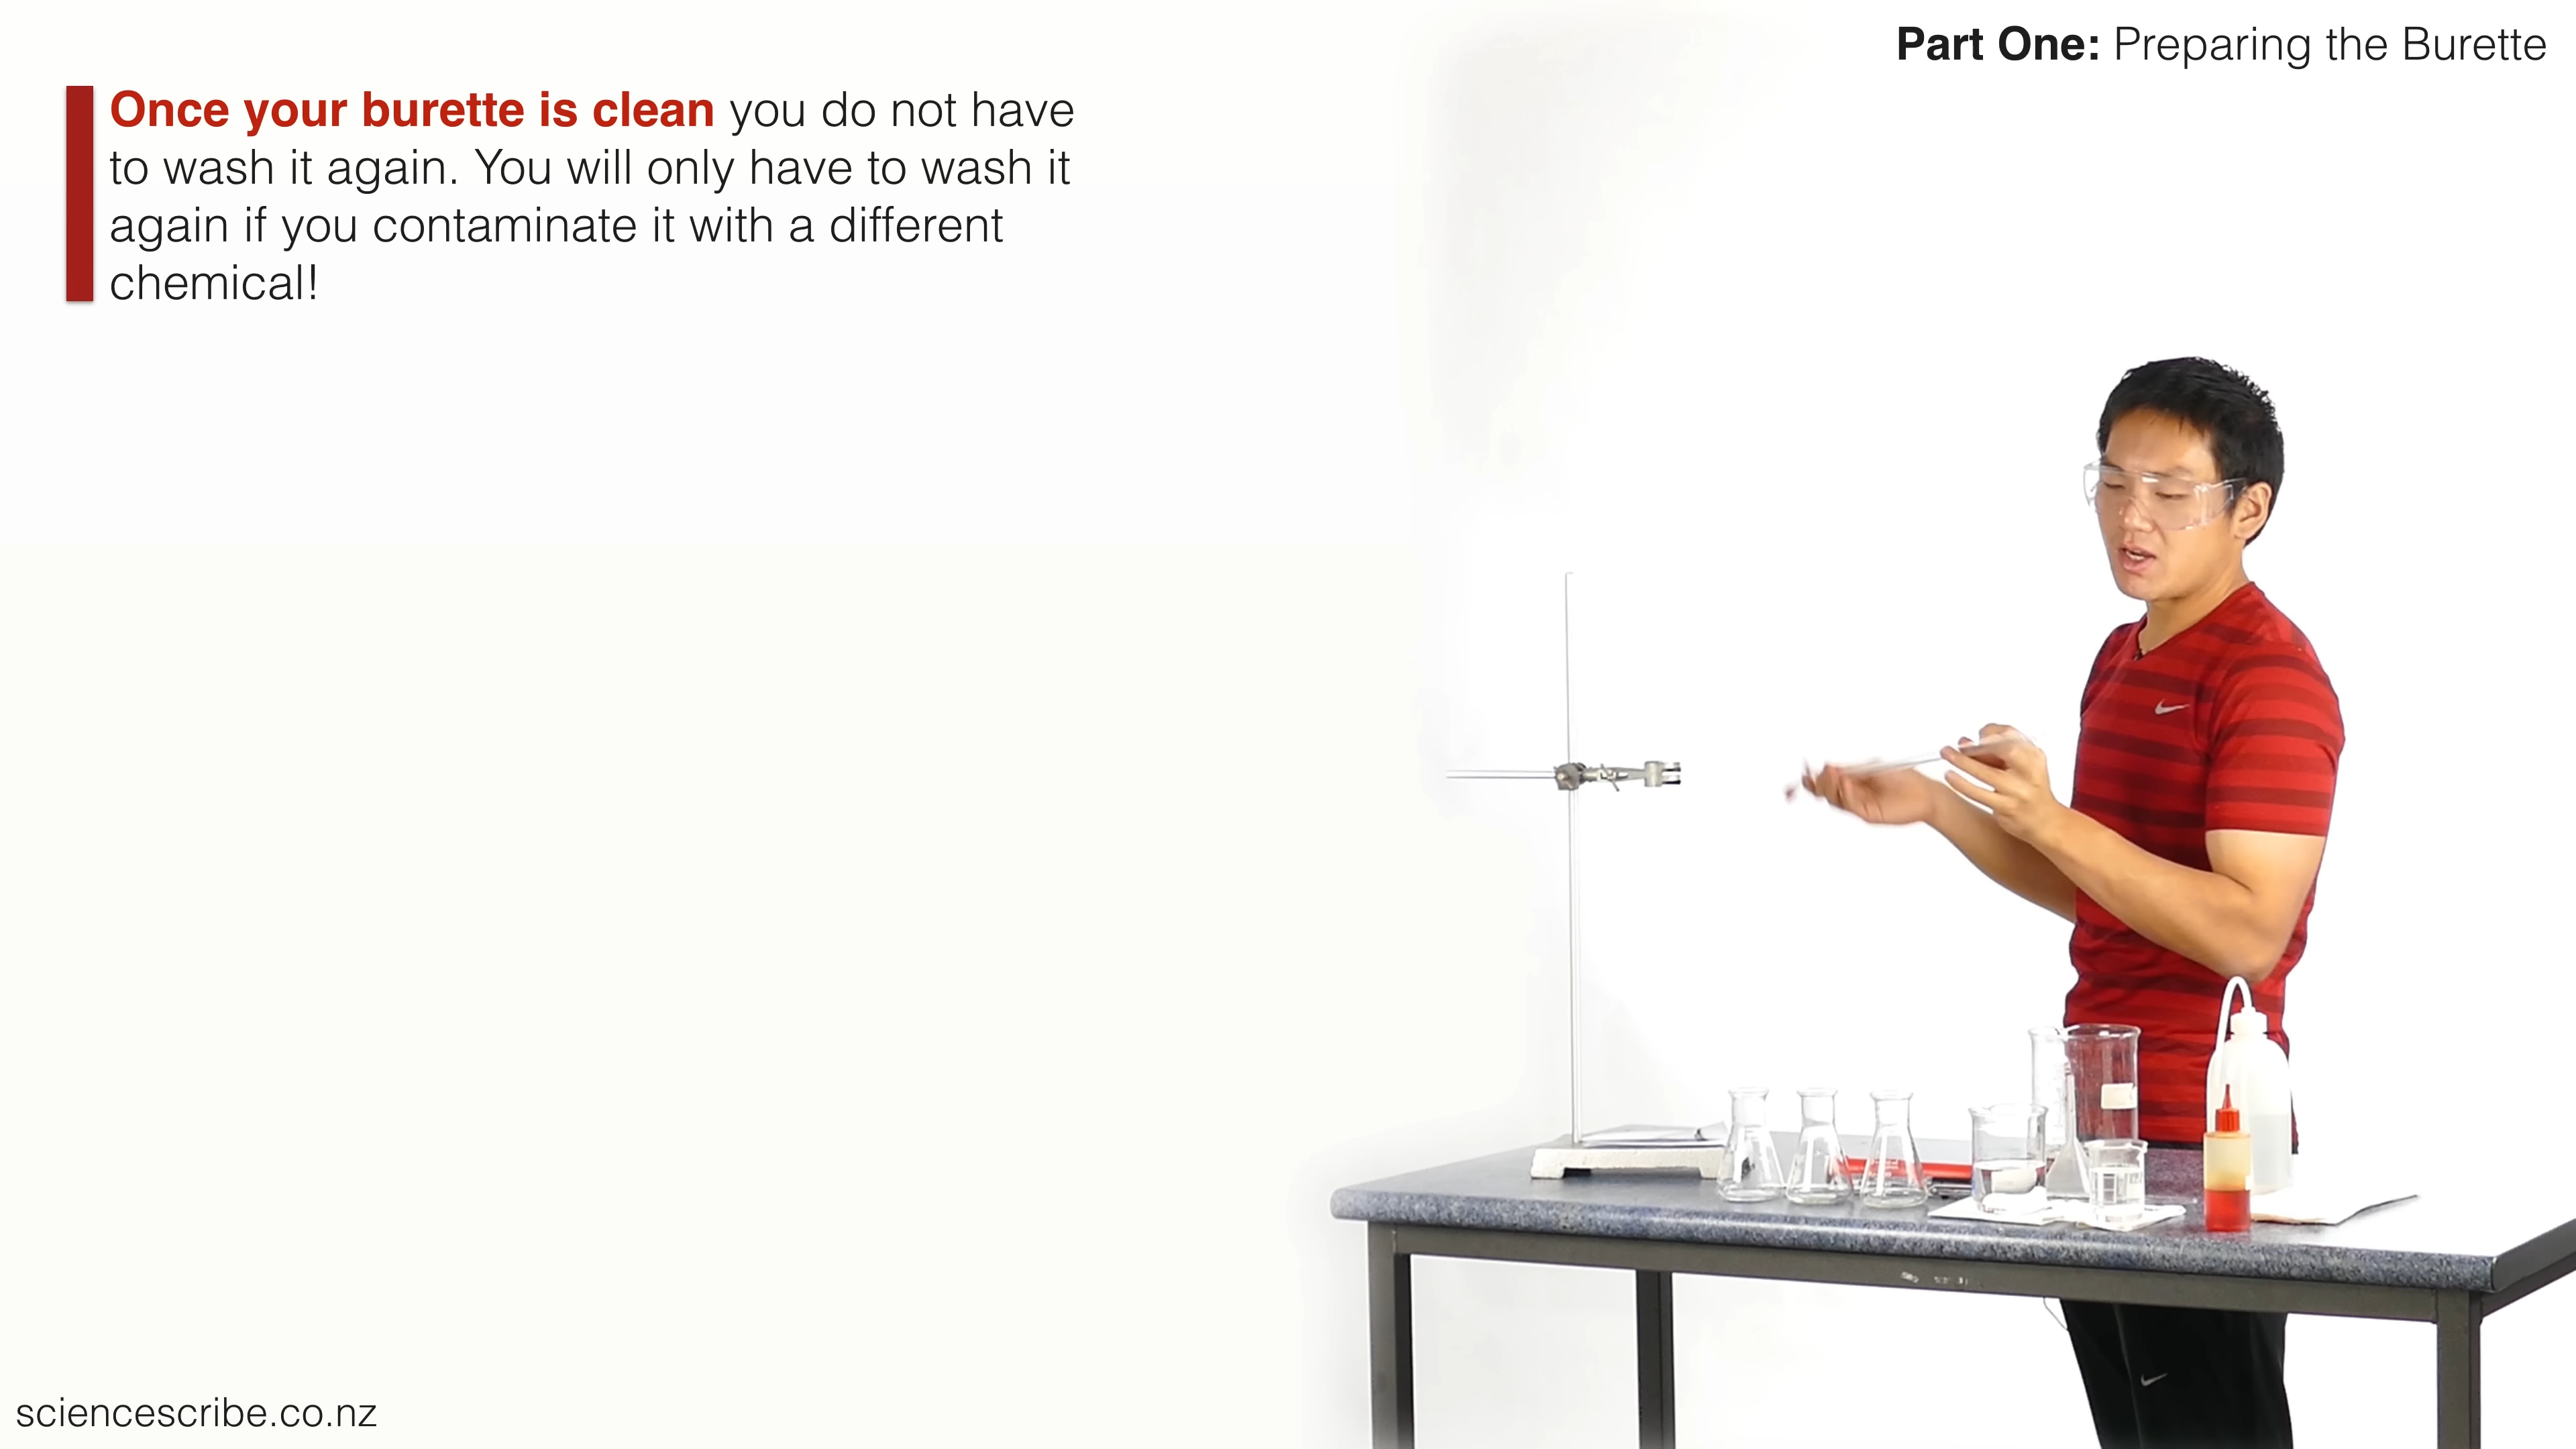 Part One: Preparing the Burette
Once your burette is clean you do not have
to wash it again. You will only have to wash it
again if you contaminate it with a different
chemical!
sciencescribe.co.nz